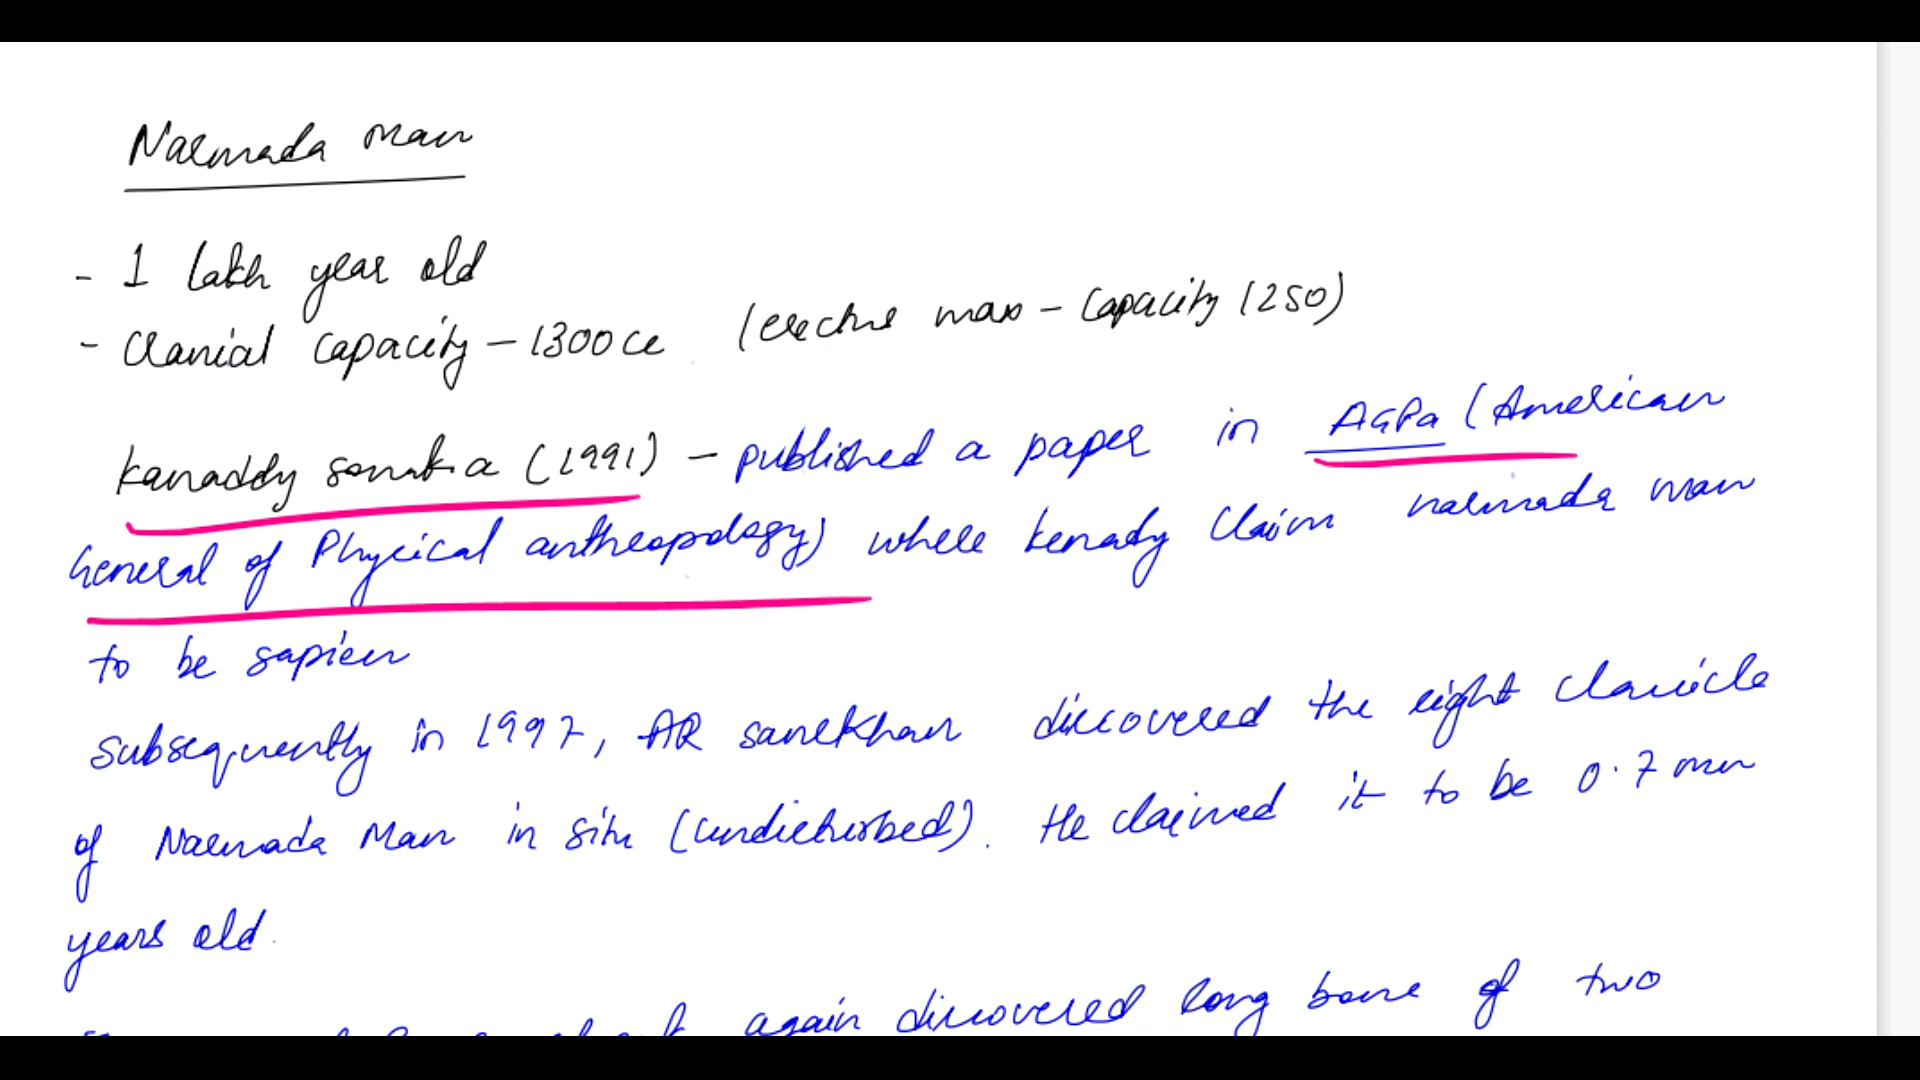 Narmada man
- 1 lakh year old
- Cranial capacity - 1300cc (erectus max - Capacity 1250)
kanaddy sonakia (1991) - published a paper in AGPa (American
General of Physical anthropology) where kenady claim narmada man
to be sapien
subsequently in 1997, AR sanekhan discovered the right clavicle
of Narmada Man in situ (undisturbed). He claimed it to be 0.7 mn
years old.
again discovered long bone of two